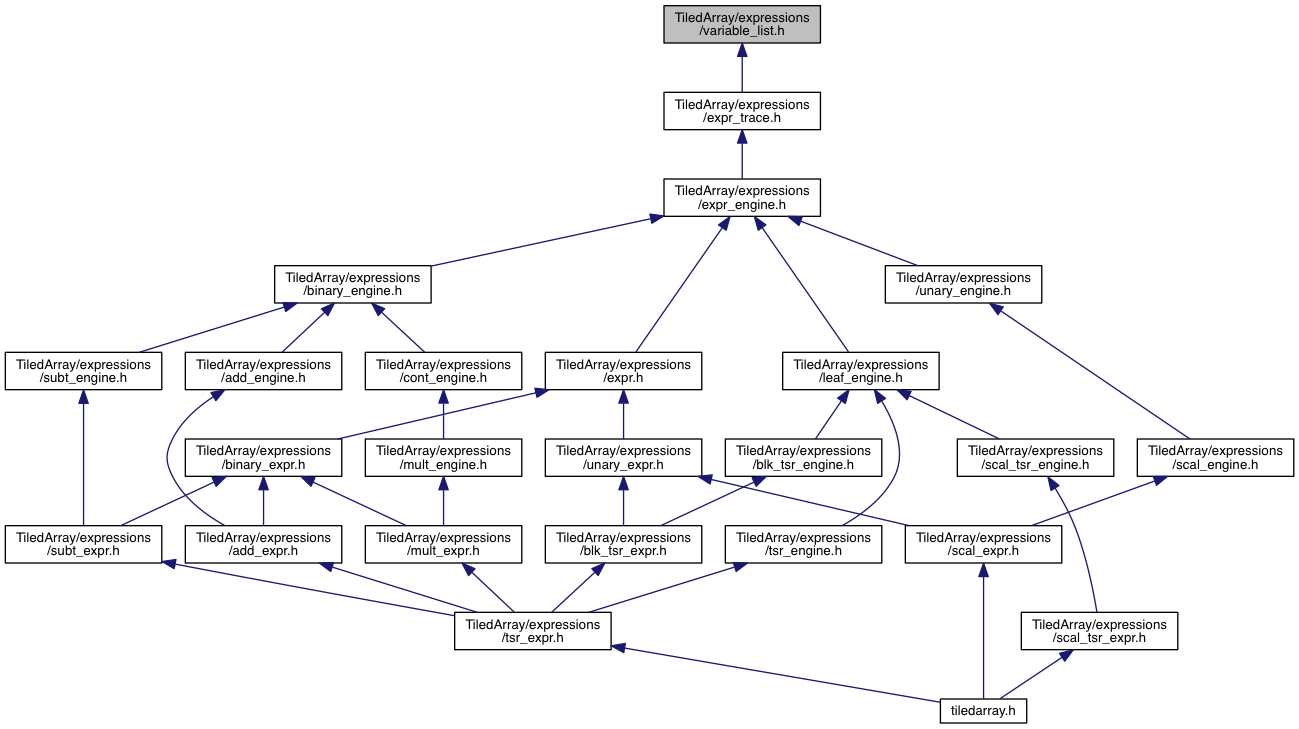 TiledArray/expressions
/variable_list.h
TiledArray/expressions
/expr_trace.h
TiledArray/expressions
/expr_engine.h
TiledArray/expressions
/binary_engine.h
TiledArray/expressions
/unary_engine.h
TiledArray/expressions
/subt_engine.h
TiledArray/expressions
/add_engine.h
TiledArray/expressions
/cont_engine.h
TiledArray/expressions
/expr.h
TiledArray/expressions
/leaf_engine.h
TiledArray/expressions
/binary_expr.h
TiledArray/expressions
/mult_engine.h
TiledArray/expressions
/unary_expr.h
TiledArray/expressions
/blk_tsr_engine.h
TiledArray/expressions
/scal_tsr_engine.h
TiledArray/expressions
/scal_engine.h
TiledArray/expressions
/subt_expr.h
TiledArray/expressions
/add_expr.h
TiledArray/expressions
/mult_expr.h
TiledArray/expressions
/blk_tsr_expr.h
TiledArray/expressions
/tsr_engine.h
TiledArray/expressions
/scal_expr.h
TiledArray/expressions
/tsr_expr.h
TiledArray/expressions
/scal_tsr_expr.h
tiledarray.h